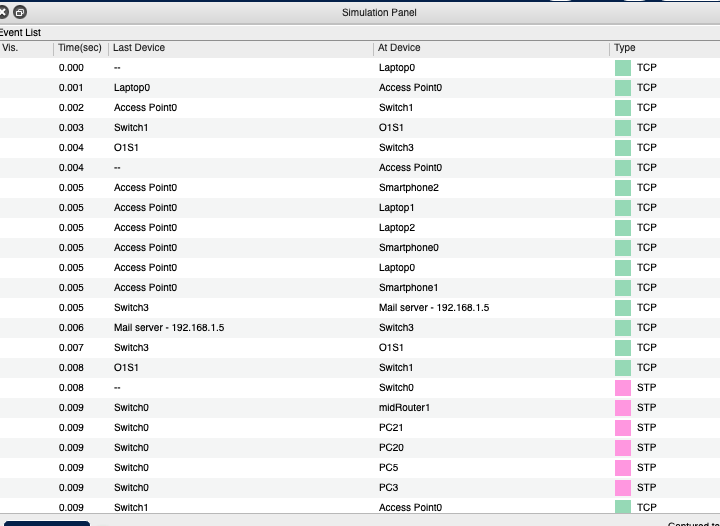 Simulation Panel
Event List
Vis. Time(sec) Last Device At Device Type
0.000 -- Laptop0 TCP
0.001 Laptop0 Access Point0 TCP
0.002 Access Point0 Switch1 TCP
0.003 Switch1 O1S1 TCP
0.004 O1S1 Switch3 TCP
0.004 -- Access Point0 TCP
0.005 Access Point0 Smartphone2 TCP
0.005 Access Point0 Laptop1 TCP
0.005 Access Point0 Laptop2 TCP
0.005 Access Point0 Smartphone0 TCP
0.005 Access Point0 Laptop0 TCP
0.005 Access Point0 Smartphone1 TCP
0.005 Switch3 Mail server - 192.168.1.5 TCP
0.006 Mail server - 192.168.1.5 Switch3 TCP
0.007 Switch3 O1S1 TCP
0.008 O1S1 Switch1 TCP
0.008 -- Switch0 STP
0.009 Switch0 midRouter1 STP
0.009 Switch0 PC21 STP
0.009 Switch0 PC20 STP
0.009 Switch0 PC5 STP
0.009 Switch0 PC3 STP
0.009 Switch1 Access Point0 TCP